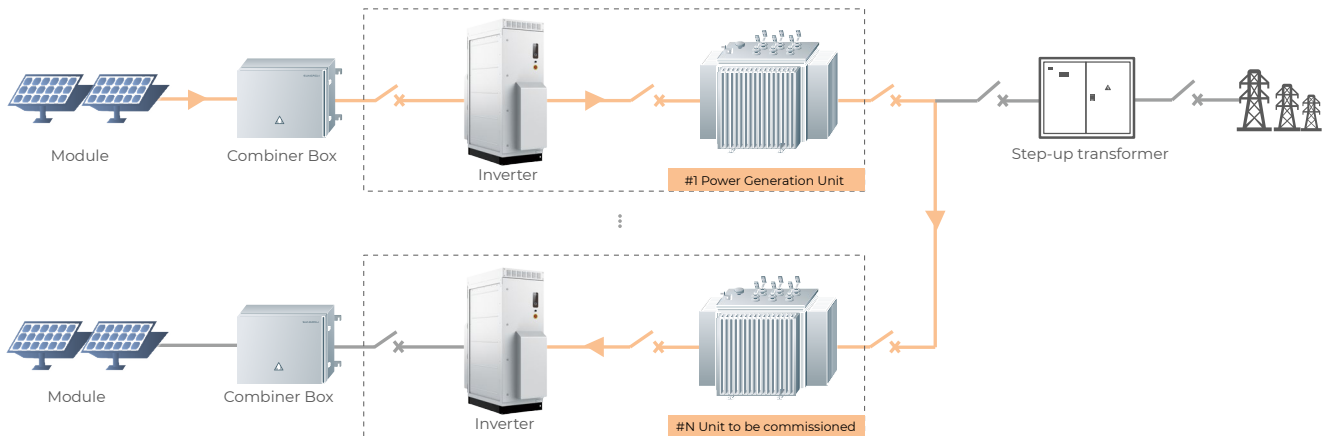 Module
Combiner Box
Inverter
#1 Power Generation Unit
Step-up transformer
Module
Combiner Box
Inverter
#N Unit to be commissioned